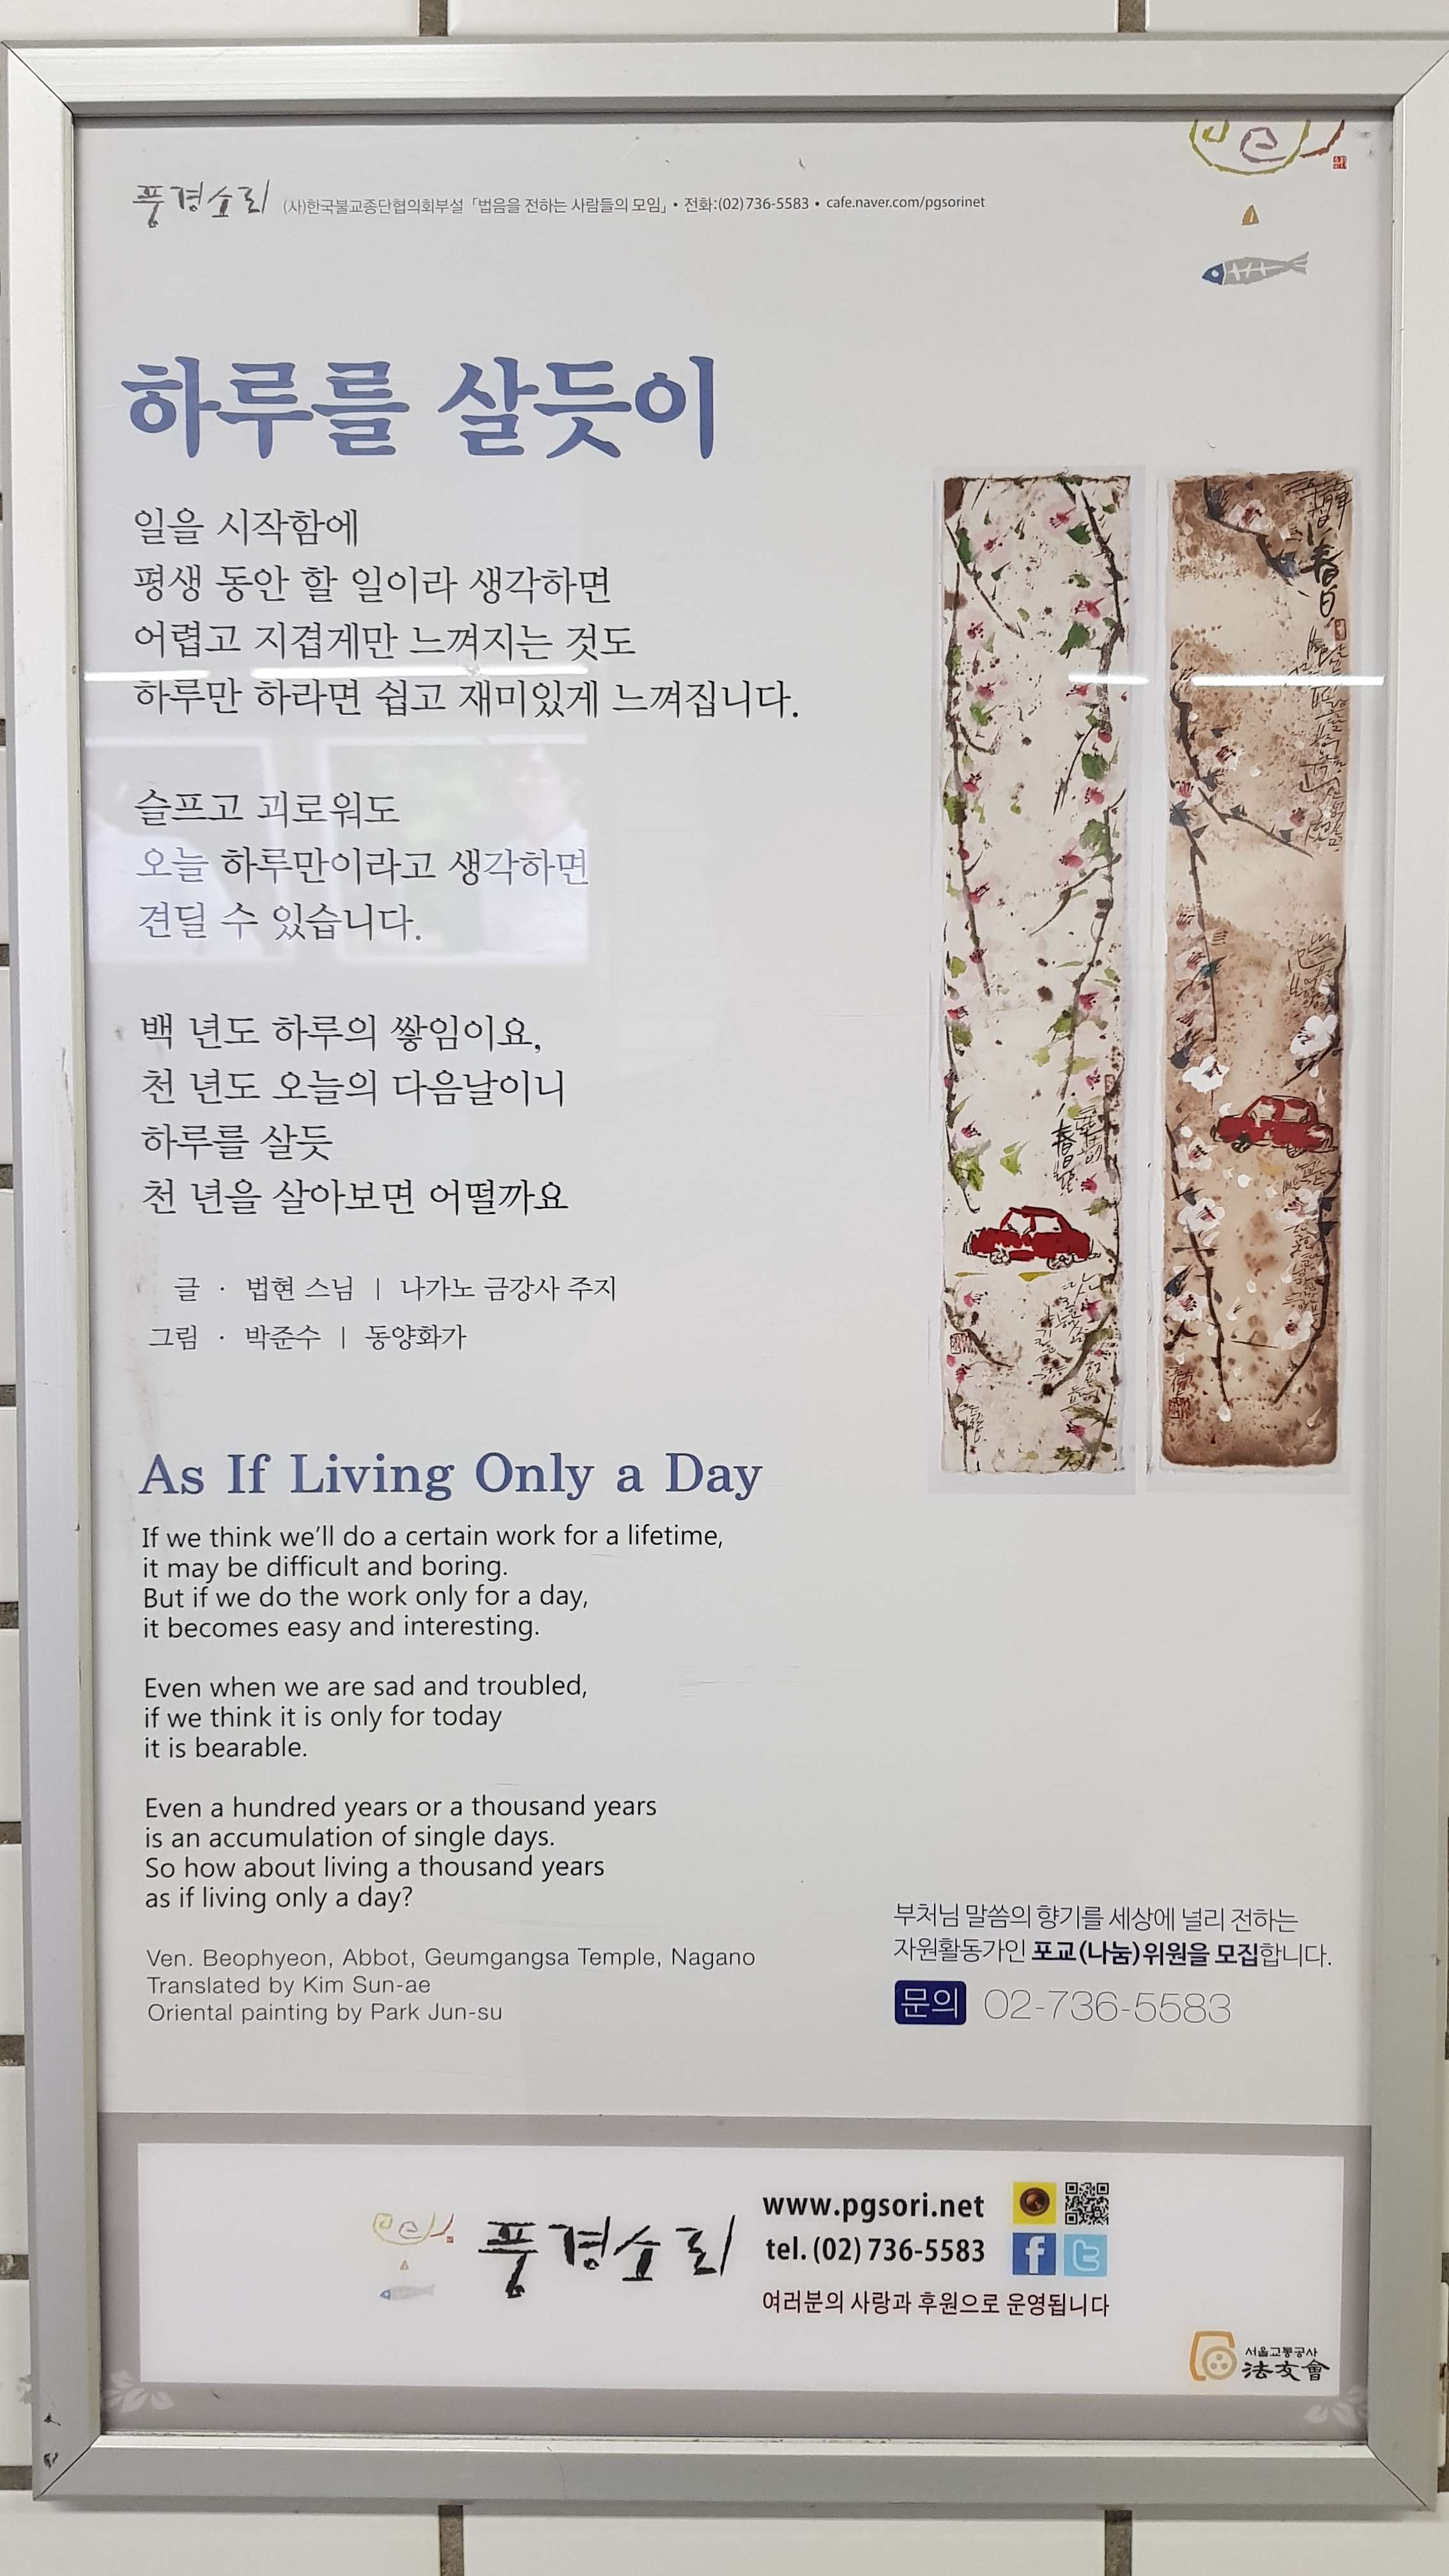 풍경소리 (사)한국불교종단협의회부설 「법음을 전하는 사람들의 모임」 • 전화:(02)736-5583 • cafe.naver.com/pgsorinet
하루를 살듯이
일을 시작함에
평생 동안 할 일이라 생각하면
어렵고 지겹게만 느껴지는 것도
하루만 하라면 쉽고 재미있게 느껴집니다.
슬프고 괴로워도
오늘 하루만이라고 생각하면
견딜 수 있습니다.
백 년도 하루의 쌓임이요,
천 년도 오늘의 다음날이니
하루를 살듯
천 년을 살아보면 어떨까요
글 · 법현 스님 | 나가노 금강사 주지
그림 · 박준수 | 동양화가
春
As If Living Only a Day
If we think we'll do a certain work for a lifetime,
it may be difficult and boring.
But if we do the work only for a day,
it becomes easy and interesting.
Even when we are sad and troubled,
if we think it is only for today
it is bearable.
Even a hundred years or a thousand years
is an accumulation of single days.
So how about living a thousand years
as if living only a day?
Ven. Beophyeon, Abbot, Geumgangsa Temple, Nagano
Translated by Kim Sun-ae
Oriental painting by Park Jun-su
부처님 말씀의 향기를 세상에 널리 전하는
자원활동가인 포교(나눔)위원을 모집합니다.
문의 02-736-5583
풍경소리
www.pgsori.net
tel. (02) 736-5583
여러분의 사랑과 후원으로 운영됩니다
서울교통공사
法友會